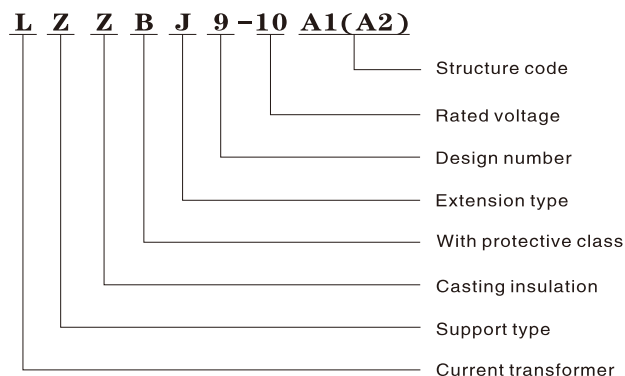 L Z Z B J 9-10 A1(A2)
Structure code
Rated voltage
Design number
Extension type
With protective class
Casting insulation
Support type
Current transformer